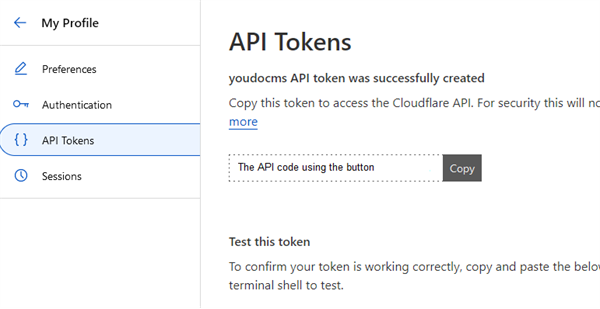 My Profile
Preferences
Authentication
{ } API Tokens
Sessions
API Tokens
youdocms API token was successfully created
Copy this token to access the Cloudflare API. For security this will no
more
The API code using the button
Copy
Test this token
To confirm your token is working correctly, copy and paste the belo
terminal shell to test.